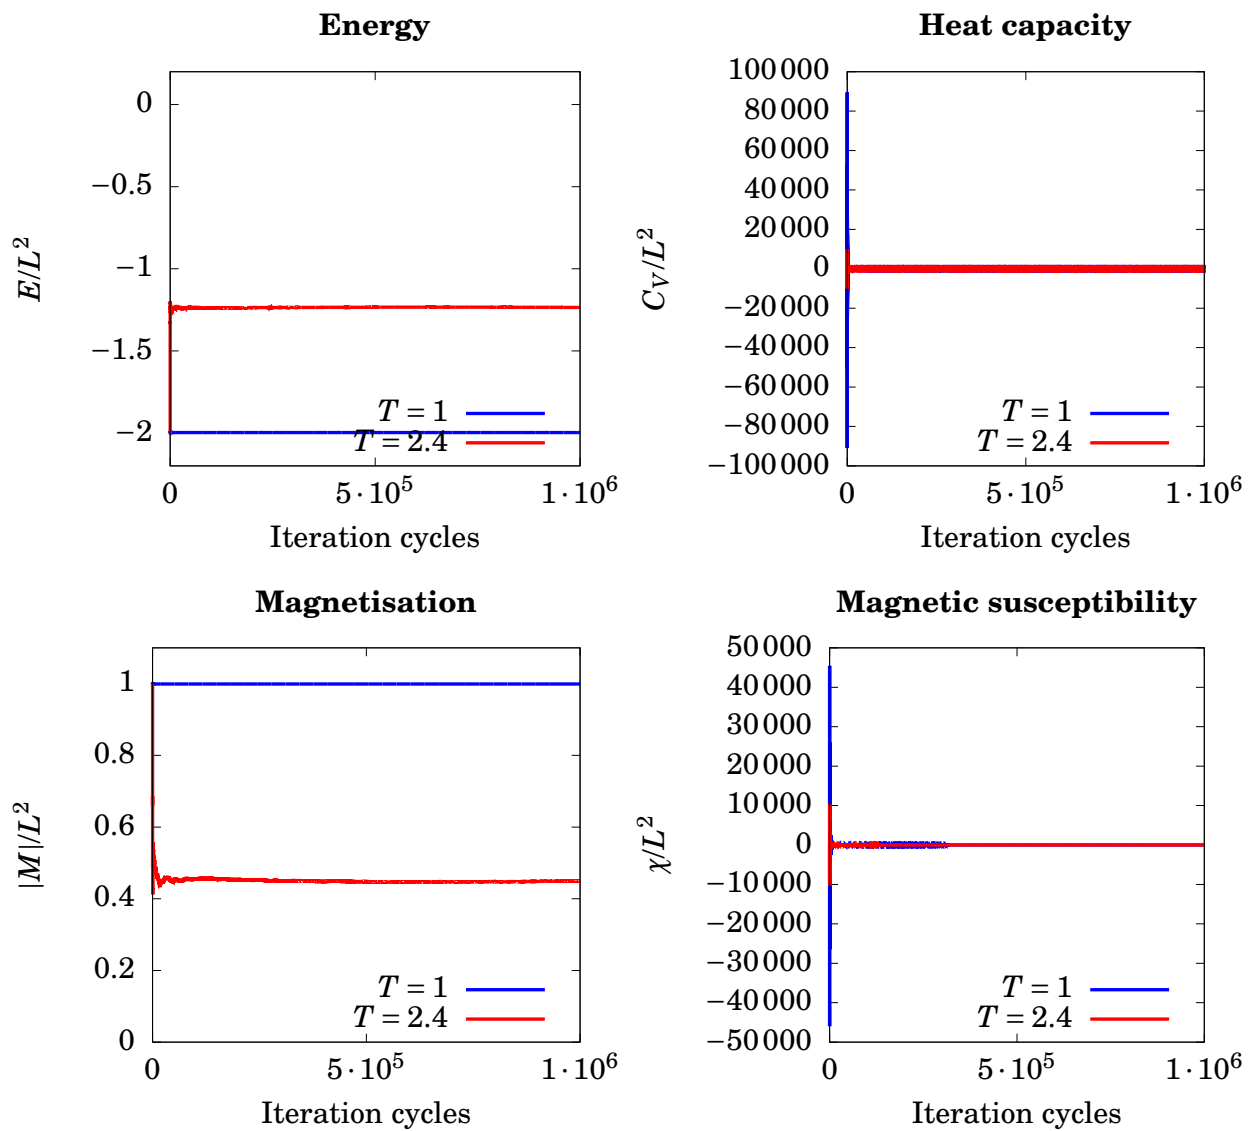 Energy
0
−0.5
−1
−1.5
−2
E/L²
T = 1
T = 2.4
0
5·10⁵
1·10⁶
Iteration cycles
Heat capacity
100 000
80 000
60 000
40 000
20 000
0
−20 000
−40 000
−60 000
−80 000
−100 000
C_V/L²
T = 1
T = 2.4
0
5·10⁵
1·10⁶
Iteration cycles
Magnetisation
1
0.8
0.6
0.4
0.2
0
|M|/L²
T = 1
T = 2.4
0
5·10⁵
1·10⁶
Iteration cycles
Magnetic susceptibility
50 000
40 000
30 000
20 000
10 000
0
−10 000
−20 000
−30 000
−40 000
−50 000
χ/L²
T = 1
T = 2.4
0
5·10⁵
1·10⁶
Iteration cycles